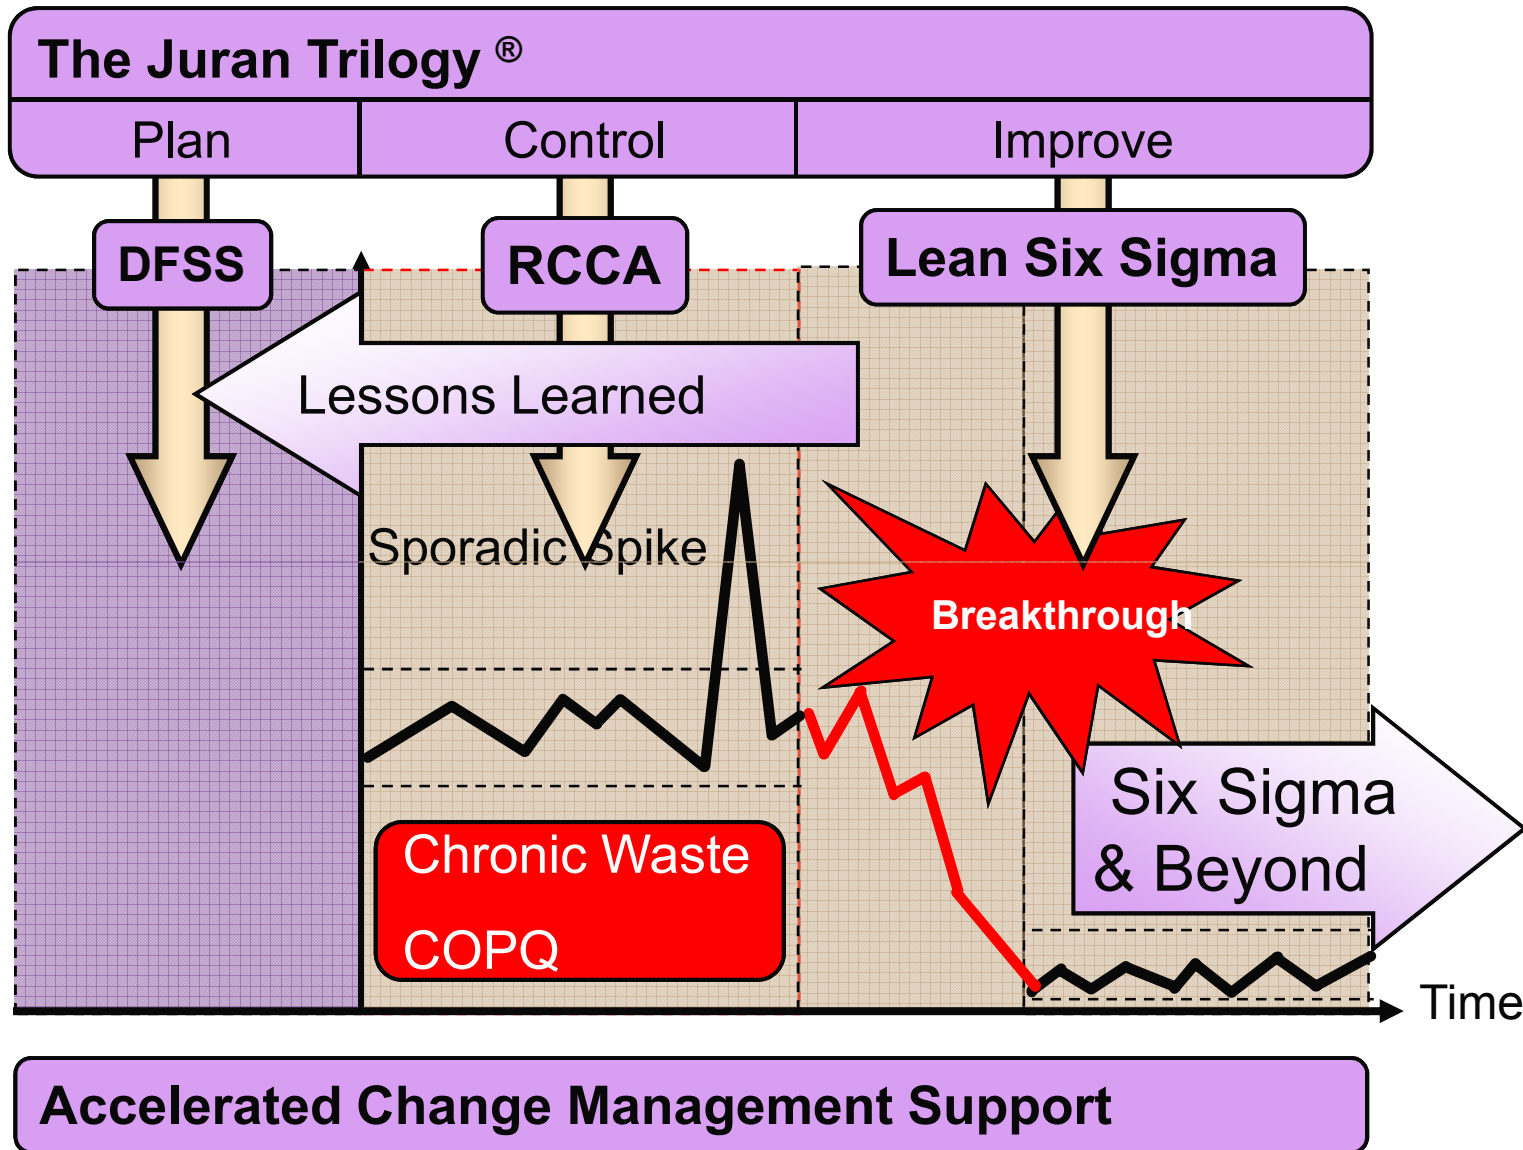 The Juran Trilogy ®
Plan
Control
Improve
DFSS
RCCA
Lean Six Sigma
Lessons Learned
Sporadic Spike
Breakthrough
Six Sigma
& Beyond
Chronic Waste
COPQ
Time
Accelerated Change Management Support